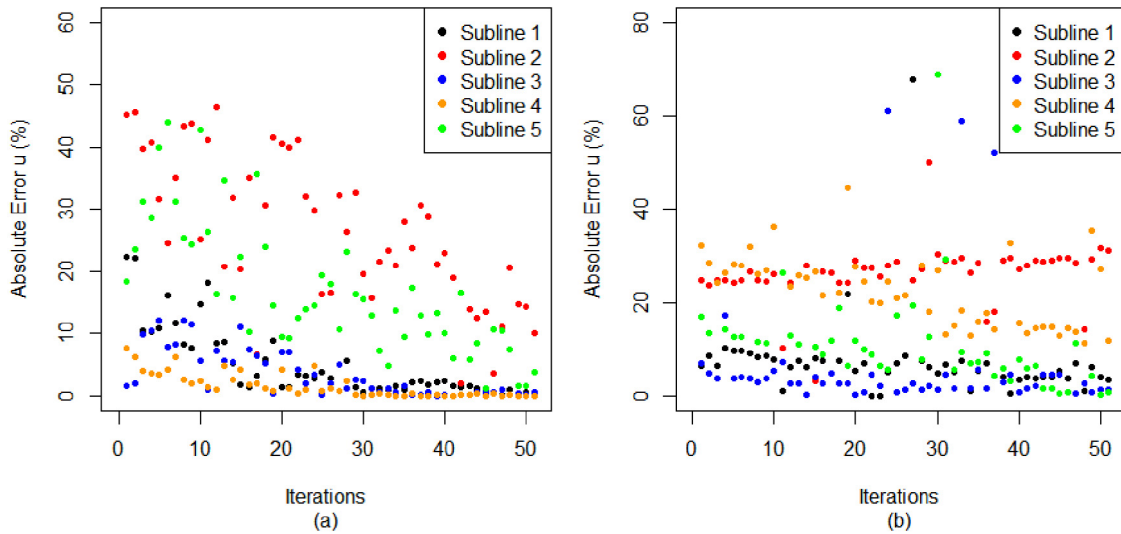 60
50
40
30
20
10
0
Absolute Error u (%)
Subline 1
Subline 2
Subline 3
Subline 4
Subline 5
0 10 20 30 40 50
Iterations
(a)
80
60
40
20
0
Absolute Error u (%)
Subline 1
Subline 2
Subline 3
Subline 4
Subline 5
0 10 20 30 40 50
Iterations
(b)